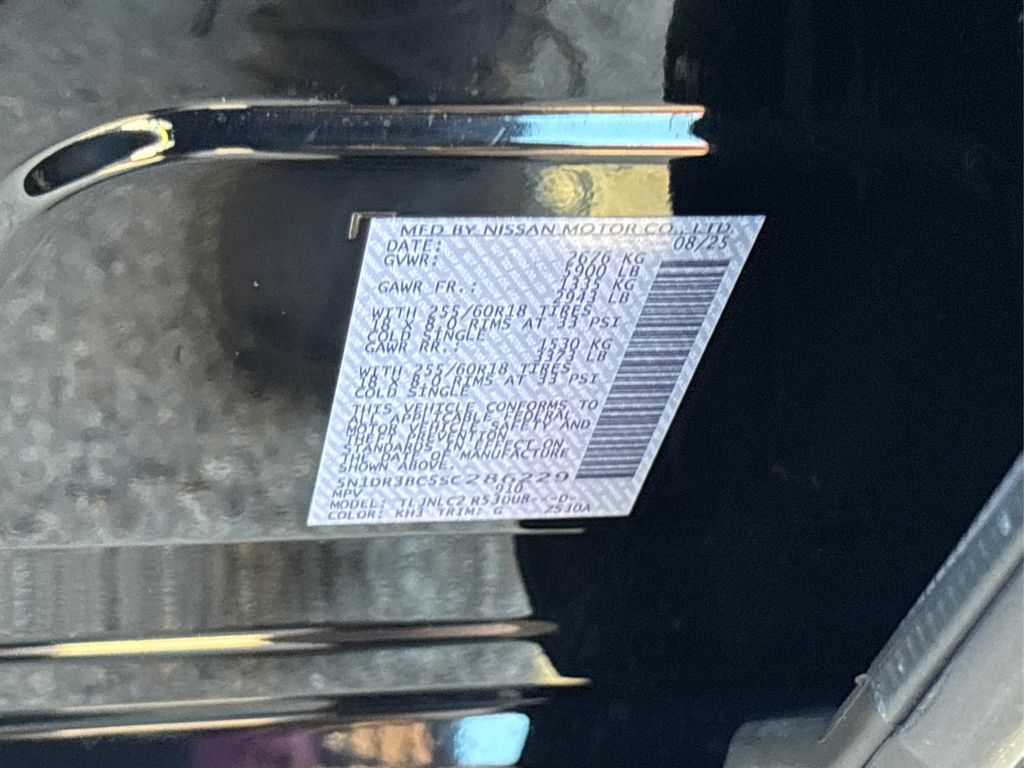 MFD BY NISSAN MOTOR CO., LTD.
DATE: 08/25
GVWR: 2676 KG
5900 LB
GAWR FR.: 1335 KG
2943 LB
WITH 255/60R18 TIRES
18 X 8.0 RIMS AT 33 PSI
COLD SINGLE
GAWR RR.: 1530 KG
3373 LB
WITH 255/60R18 TIRES
18 X 8.0 RIMS AT 33 PSI
COLD SINGLE
THIS VEHICLE CONFORMS TO
ALL APPLICABLE FEDERAL
MOTOR VEHICLE SAFETY AND
THEFT PREVENTION
STANDARDS IN EFFECT ON
THE DATE OF MANUFACTURE
SHOWN ABOVE.
5N1DR3BC5SC286229
MPV 910
MODEL: TLJNLC2 R530U8---D-
COLOR: KH3 TRIM: G Z530A